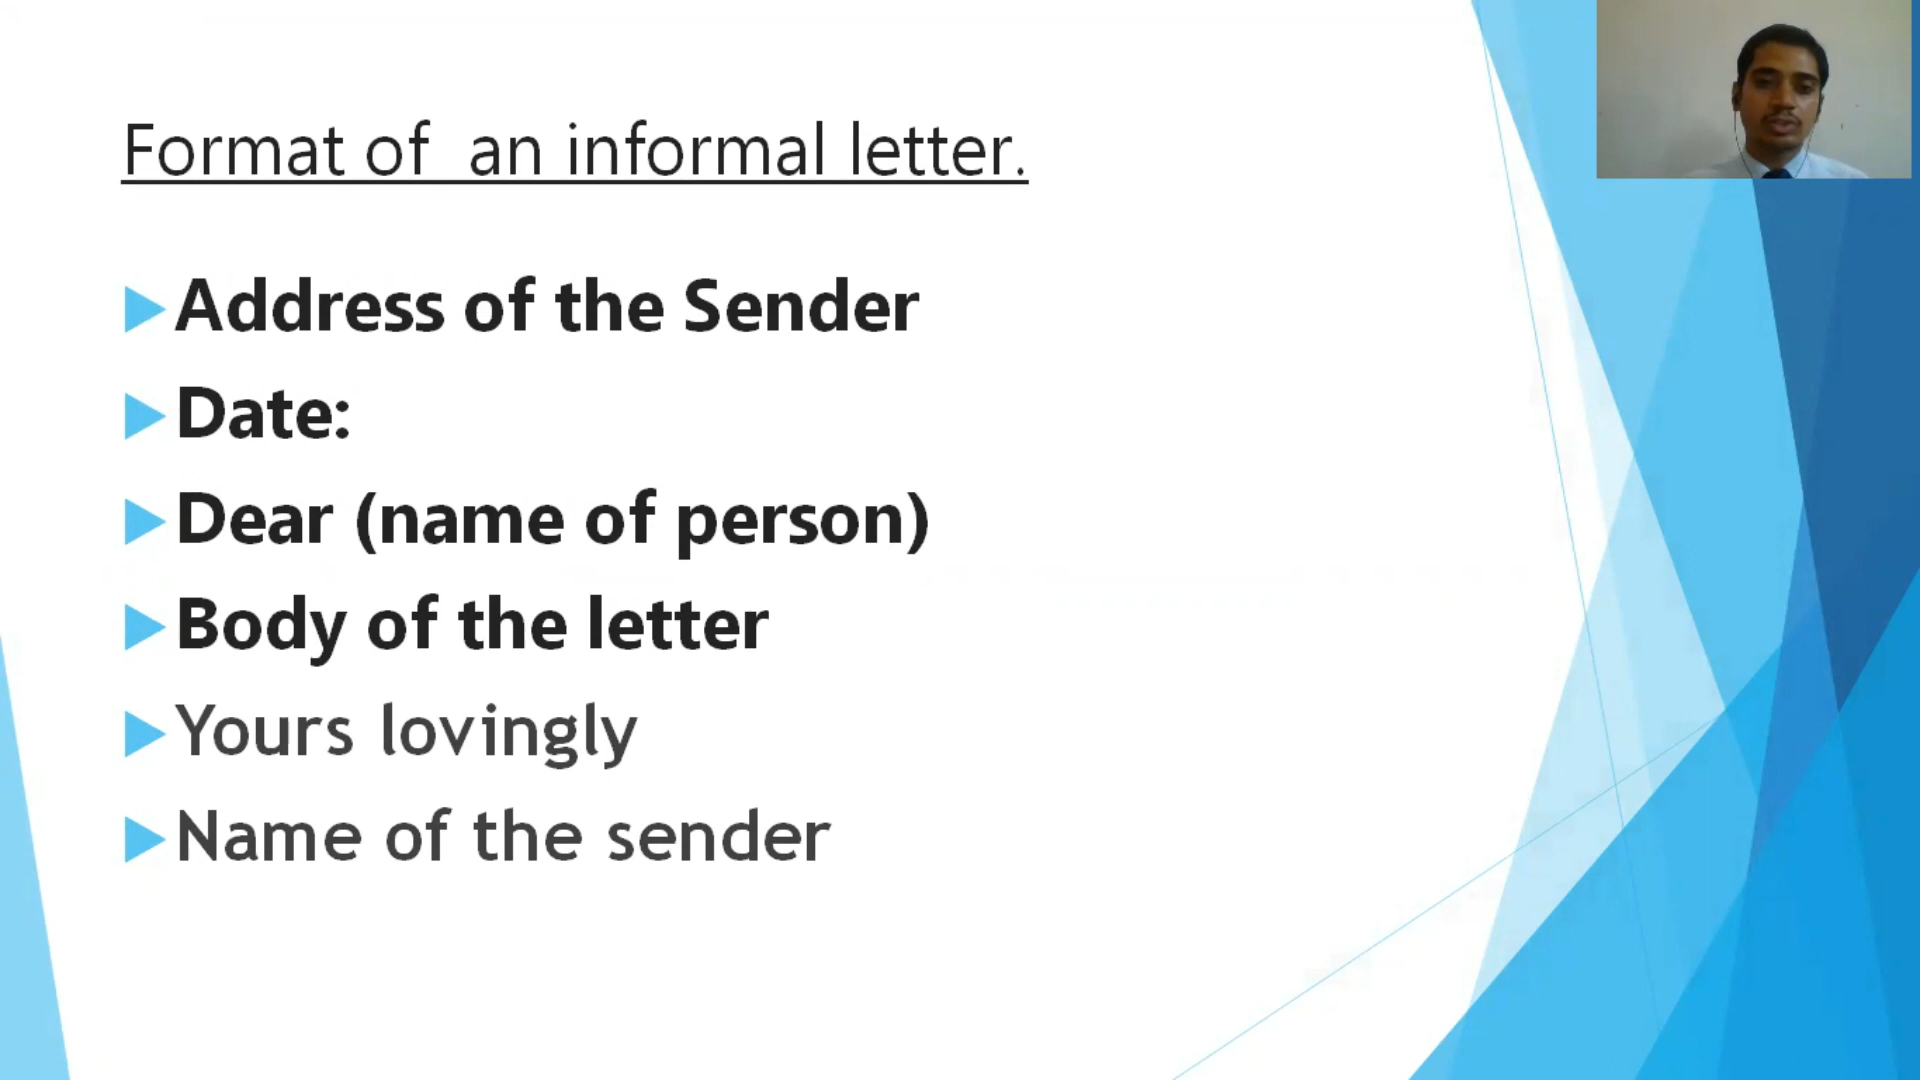 Format of  an informal letter.
Address of the Sender
Date:
Dear (name of person)
Body of the letter
Yours lovingly
Name of the sender